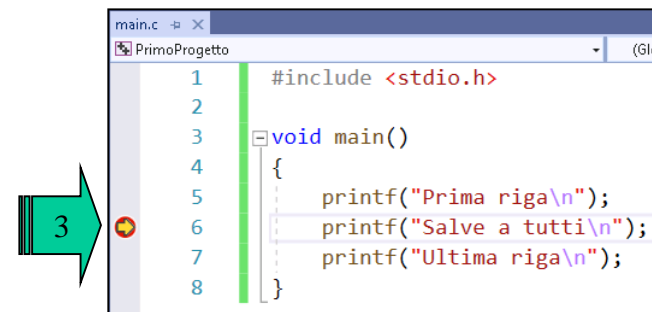 main.c
PrimoProgetto (Gl
1 #include <stdio.h>
2
3 void main()
4 {
5 printf("Prima riga\n");
3 6 printf("Salve a tutti\n");
7 printf("Ultima riga\n");
8 }